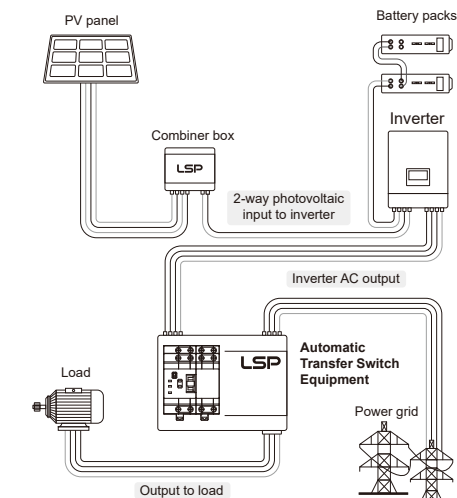 PV panel
Battery packs
Inverter
Combiner box
LSP
2-way photovoltaic
input to inverter
Inverter AC output
LSP
Automatic
Transfer Switch
Equipment
Load
Power grid
Output to load